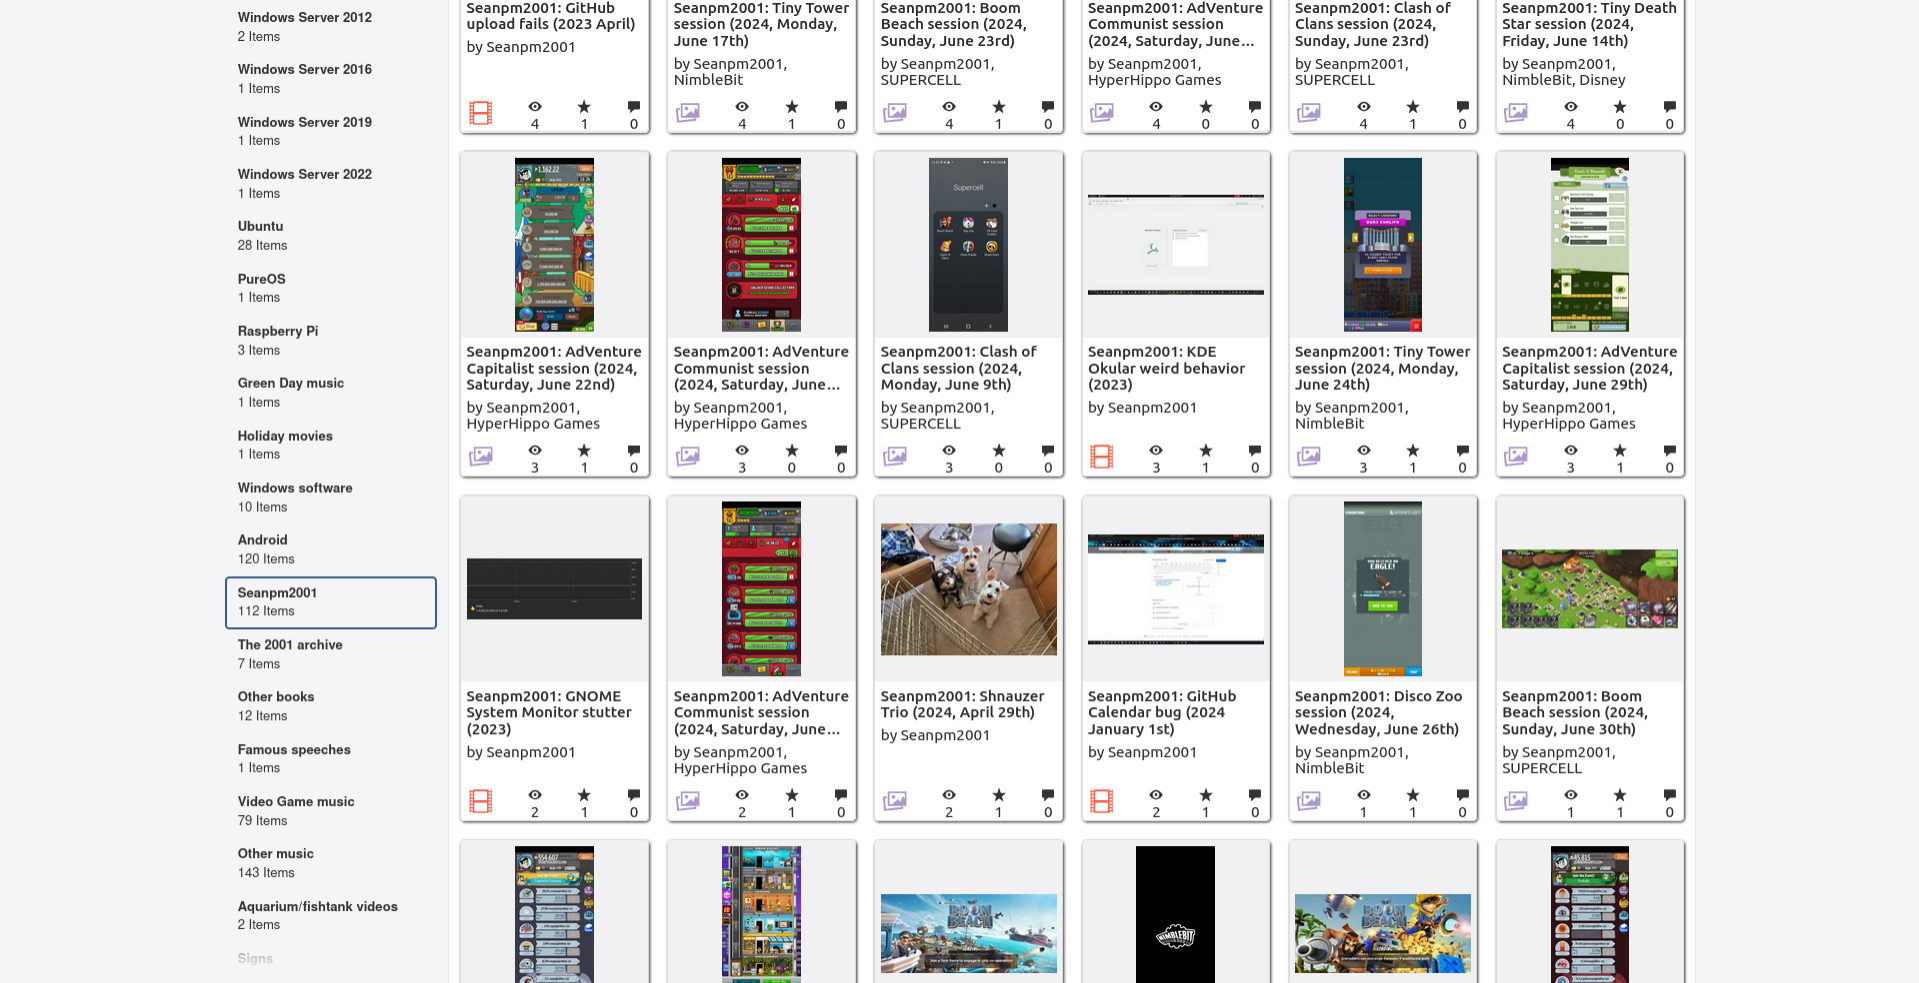 Windows Server 2012
2 Items
Windows Server 2016
1 Items
Windows Server 2019
1 Items
Windows Server 2022
1 Items
Ubuntu
28 Items
PureOS
1 Items
Raspberry Pi
3 Items
Green Day music
1 Items
Holiday movies
1 Items
Windows software
10 Items
Android
120 Items
Seanpm2001
112 Items
The 2001 archive
7 Items
Other books
12 Items
Famous speeches
1 Items
Video Game music
79 Items
Other music
143 Items
Aquarium/fishtank videos
2 Items
Signs
Seanpm2001: GitHub
upload fails (2023 April)
by Seanpm2001
4 1 0
Seanpm2001: Tiny Tower
session (2024, Monday,
June 17th)
by Seanpm2001,
NimbleBit
4 1 0
Seanpm2001: Boom
Beach session (2024,
Sunday, June 23rd)
by Seanpm2001,
SUPERCELL
4 1 0
Seanpm2001: AdVenture
Communist session
(2024, Saturday, June...
by Seanpm2001,
HyperHippo Games
4 0 0
Seanpm2001: Clash of
Clans session (2024,
Sunday, June 23rd)
by Seanpm2001,
SUPERCELL
4 1 0
Seanpm2001: Tiny Death
Star session (2024,
Friday, June 14th)
by Seanpm2001,
NimbleBit, Disney
4 0 0
Seanpm2001: AdVenture
Capitalist session (2024,
Saturday, June 22nd)
by Seanpm2001,
HyperHippo Games
3 1 0
Seanpm2001: AdVenture
Communist session
(2024, Saturday, June...
by Seanpm2001,
HyperHippo Games
3 0 0
Supercell
Seanpm2001: Clash of
Clans session (2024,
Monday, June 9th)
by Seanpm2001,
SUPERCELL
3 0 0
Seanpm2001: KDE
Okular weird behavior
(2023)
by Seanpm2001
3 1 0
Seanpm2001: Tiny Tower
session (2024, Monday,
June 24th)
by Seanpm2001,
NimbleBit
3 1 0
Seanpm2001: AdVenture
Capitalist session (2024,
Saturday, June 29th)
by Seanpm2001,
HyperHippo Games
3 1 0
Seanpm2001: GNOME
System Monitor stutter
(2023)
by Seanpm2001
2 1 0
Seanpm2001: AdVenture
Communist session
(2024, Saturday, June...
by Seanpm2001,
HyperHippo Games
2 1 0
Seanpm2001: Shnauzer
Trio (2024, April 29th)
by Seanpm2001
2 1 0
Seanpm2001: GitHub
Calendar bug (2024
January 1st)
by Seanpm2001
2 1 0
EAGLE!
Seanpm2001: Disco Zoo
session (2024,
Wednesday, June 26th)
by Seanpm2001,
NimbleBit
1 1 0
Seanpm2001: Boom
Beach session (2024,
Sunday, June 30th)
by Seanpm2001,
SUPERCELL
1 1 0
BOOM
BEACH
NIMBLEBIT
BOOM
BEACH